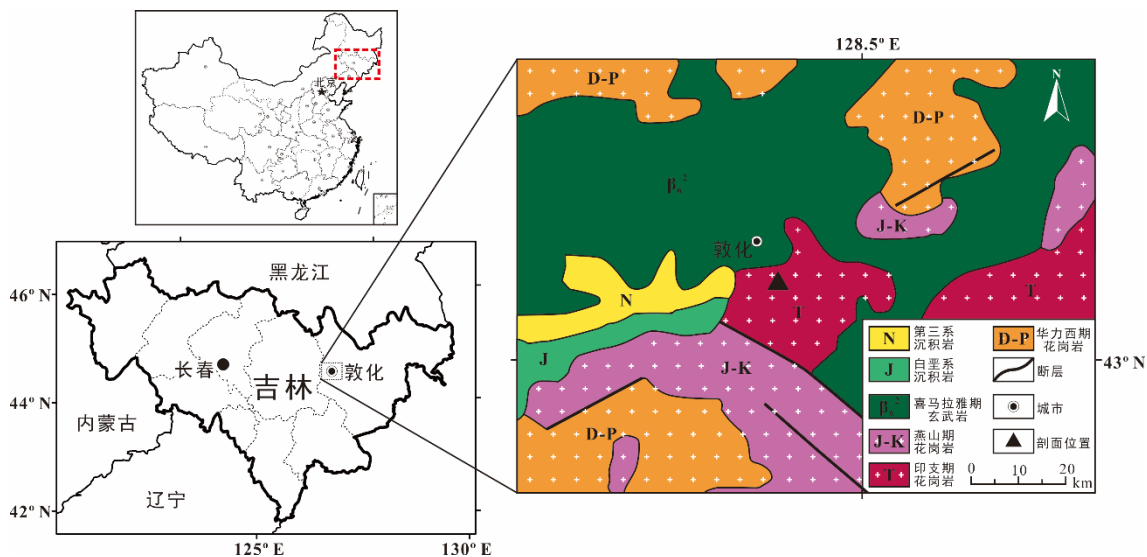 北京
黑龙江
46° N
长春
吉林
敦化
44° N
内蒙古
辽宁
42° N
125° E
130° E
128.5° E
D-P
D-P
N
J-K
敦化
N
T
T
J
J-K
D-P
43° N
N
第三系
沉积岩
J
白垩系
沉积岩
喜马拉雅期
玄武岩
J-K
燕山期
花岗岩
T
印支期
花岗岩
D-P
华力西期
花岗岩
断层
城市
剖面位置
0 10 20
km